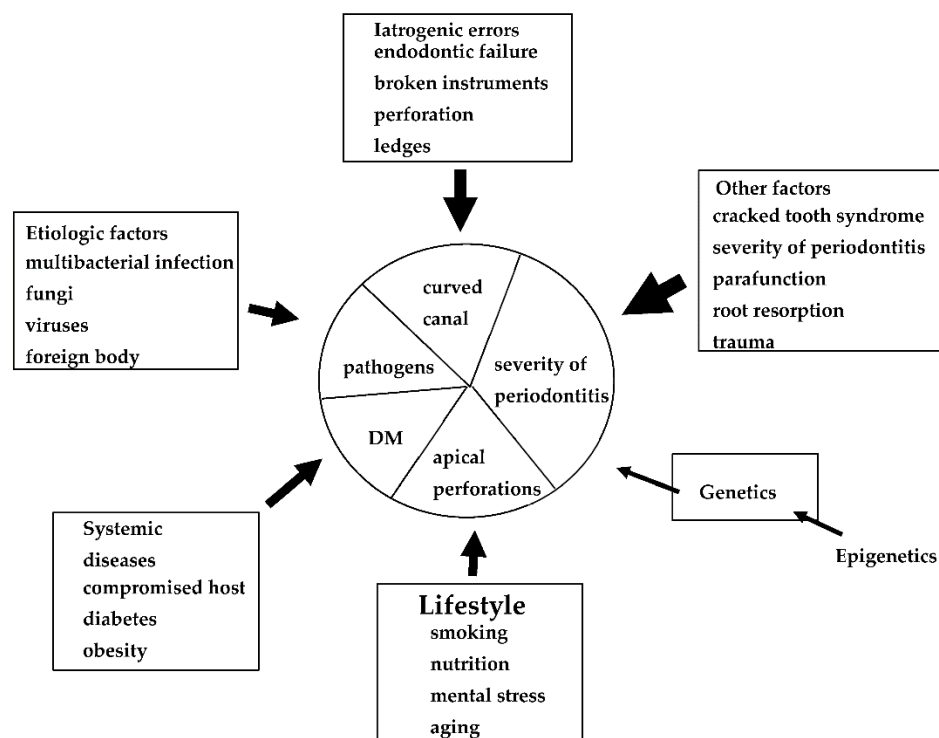 Iatrogenic errors
endodontic failure
broken instruments
perforation
ledges
Other factors
cracked tooth syndrome
severity of periodontitis
parafunction
root resorption
trauma
Etiologic factors
multibacterial infection
fungi
viruses
foreign body
curved
canal
pathogens
severity of
periodontitis
DM
apical
perforations
Genetics
Epigenetics
Systemic
diseases
compromised host
diabetes
obesity
Lifestyle
smoking
nutrition
mental stress
aging